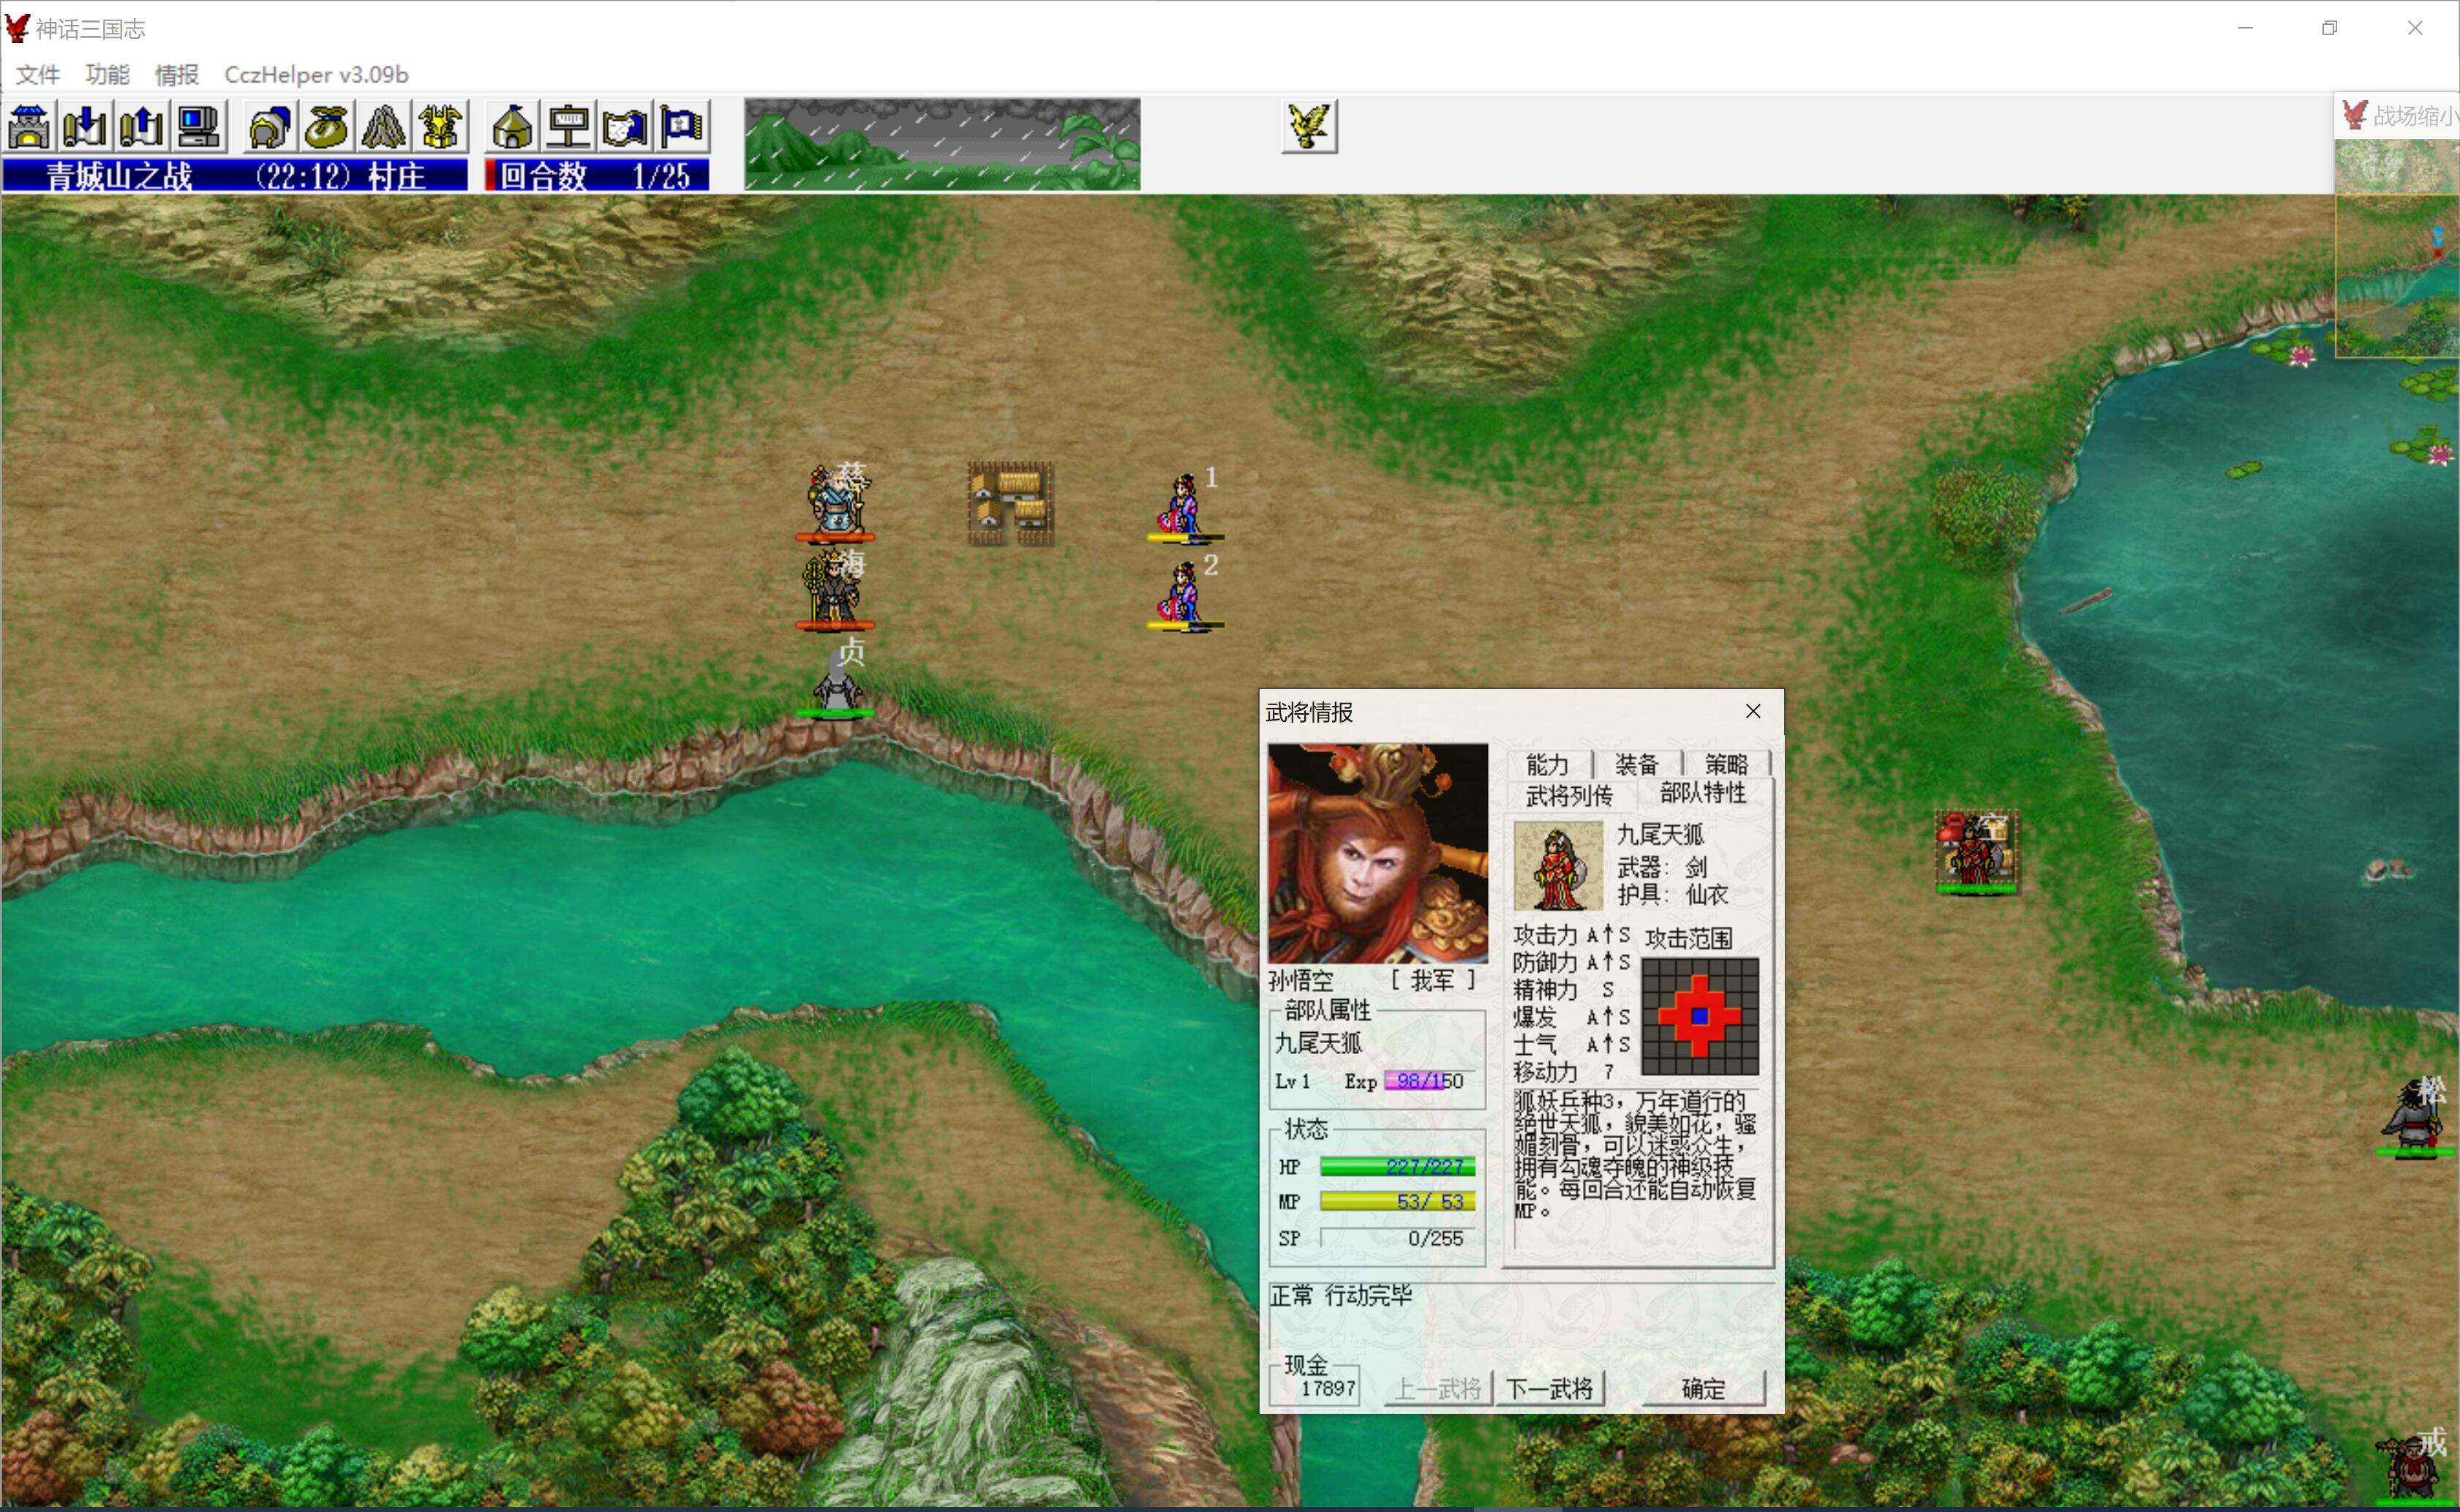 神话三国志
文件 功能 情报 CczHelper v3.09b
战场缩小
青城山之战 (22:12) 村庄
回合数 1/25
慈
1
海
2
贞
武将情报
能力 装备 策略
武将列传 部队特性
九尾天狐
武器: 剑
护具: 仙衣
攻击力 A↑S 攻击范围
防御力 A↑S
精神力 S
爆发 A↑S
士气 A↑S
移动力 7
孙悟空 [ 我军 ]
部队属性
九尾天狐
Lv 1 Exp 98/150
状态
HP 227/227
MP 53/ 53
SP 0/255
狐妖兵种3，万年道行的
绝世天狐，貌美如花，骚
媚刻骨，可以迷惑众生，
拥有勾魂夺魄的神级技
能。每回合还能自动恢复
MP。
正常 行动完毕
现金
17897
上一武将 下一武将 确定
松
戒